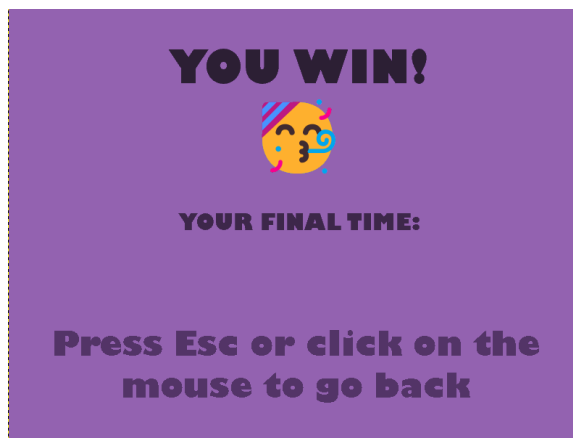 YOU WIN!
YOUR FINAL TIME:
Press Esc or click on the
mouse to go back